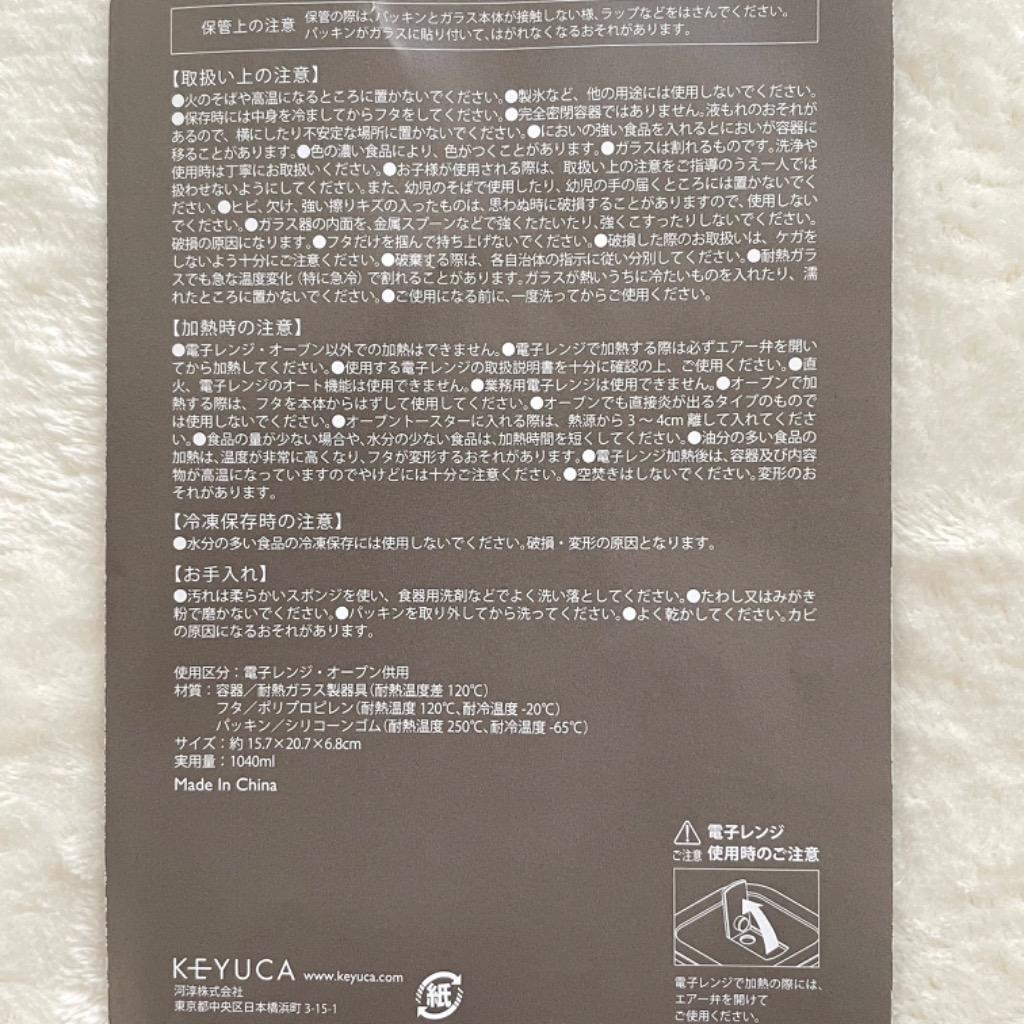 保管上の注意
保管の際は、パッキンとガラス本体が接触しない様、ラップなどをはさんでください。
パッキンがガラスに貼り付いて、はがれなくなるおそれがあります。
【取扱い上の注意】
●火のそばや高温になるところに置かないでください。●製氷など、他の用途には使用しないでください。
●保存時には中身を冷ましてからフタをしてください。●完全密閉容器ではありません。液もれのおそれが
あるので、横にしたり不安定な場所に置かないでください。●においの強い食品を入れるとにおいが容器に
移ることがあります。●色の濃い食品により、色がつくことがあります。●ガラスは割れるものです。洗浄や
使用時は丁寧にお取扱いください。●お子様が使用される際は、取扱い上の注意をご指導のうえ一人では
扱わせないようにしてください。また、幼児のそばで使用したり、幼児の手の届くところには置かないでく
ださい。●ヒビ、欠け、強い擦りキズの入ったものは、思わぬ時に破損することがありますので、使用しない
でください。●ガラス器の内面を、金属スプーンなどで強くたたいたり、強くこすったりしないでください。
破損の原因になります。●フタだけを掴んで持ち上げないでください。●破損した際のお取扱いは、ケガを
しないよう十分にご注意ください。●破棄する際は、各自治体の指示に従い分別してください。●耐熱ガラ
スでも急な温度変化（特に急冷）で割れることがあります。ガラスが熱いうちに冷たいものを入れたり、濡
れたところに置かないでください。●ご使用になる前に、一度洗ってからご使用ください。
【加熱時の注意】
●電子レンジ・オーブン以外での加熱はできません。●電子レンジで加熱する際は必ずエアー弁を開い
てから加熱してください。●使用する電子レンジの取扱説明書を十分に確認の上、ご使用ください。●直
火、電子レンジのオート機能は使用できません。●業務用電子レンジは使用できません。●オーブンで加
熱する際は、フタを本体からはずして使用してください。●オーブンでも直接炎が出るタイプのもので
は使用しないでください。●オーブントースターに入れる際は、熱源から3〜4cm離して入れてくださ
い。●食品の量が少ない場合や、水分の少ない食品は、加熱時間を短くしてください。●油分の多い食品の
加熱は、温度が非常に高くなり、フタが変形するおそれがあります。●電子レンジ加熱後は、容器及び内容
物が高温になっていますのでやけどには十分ご注意ください。●空焚きはしないでください。変形のお
それがあります。
【冷凍保存時の注意】
●水分の多い食品の冷凍保存には使用しないでください。破損・変形の原因となります。
【お手入れ】
●汚れは柔らかいスポンジを使い、食器用洗剤などでよく洗い落としてください。●たわし又はみがき
粉で磨かないでください。●パッキンを取り外してから洗ってください。●よく乾かしてください。カビ
の原因になるおそれがあります。
使用区分：電子レンジ・オーブン供用
材質：容器／耐熱ガラス製器具（耐熱温度差 120℃）
フタ／ポリプロピレン（耐熱温度 120℃、耐冷温度 -20℃）
パッキン／シリコーンゴム（耐熱温度 250℃、耐冷温度 -65℃）
サイズ：約 15.7×20.7×6.8cm
実用量：1040ml
Made In China
ご注意
電子レンジ
使用時のご注意
電子レンジで加熱の際には、
エアー弁を開けて
ご使用ください。
KEYUCA www.keyuca.com
河淳株式会社
東京都中央区日本橋浜町 3-15-1
紙